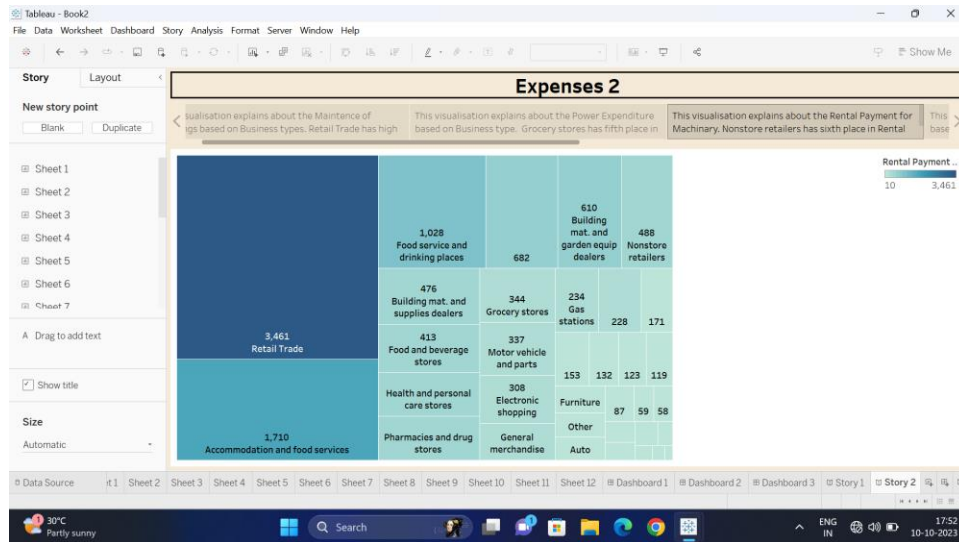 Tableau - Book2
File Data Worksheet Dashboard Story Analysis Format Server Window Help
Show Me
Story Layout
New story point
Blank Duplicate
Sheet 1
Sheet 2
Sheet 3
Sheet 4
Sheet 5
Sheet 6
Sheet 7
A Drag to add text
Show title
Size
Automatic
Expenses 2
sualisation explains about the Maintence of
ngs based on Business types. Retail Trade has high
This visualisation explains about the Power Expenditure
based on Business type. Grocery stores has fifth place in
This visualisation explains about the Rental Payment for
Machinary. Nonstore retailers has sixth place in Rental
This
base
Rental Payment ..
10 3,461
3,461
Retail Trade
1,710
Accommodation and food services
1,028
Food service and
drinking places
682
610
Building
mat. and
garden equip
dealers
488
Nonstore
retailers
476
Building mat. and
supplies dealers
413
Food and beverage
stores
Health and personal
care stores
Pharmacies and drug
stores
344
Grocery stores
337
Motor vehicle
and parts
308
Electronic
shopping
General
merchandise
234
Gas
stations
228
171
153
132
123
119
Furniture
Other
Auto
87
59
58
Data Source et1 Sheet 2 Sheet 3 Sheet 4 Sheet 5 Sheet 6 Sheet 7 Sheet 8 Sheet 9 Sheet 10 Sheet 11 Sheet 12 Dashboard 1 Dashboard 2 Dashboard 3 Story 1 Story 2
1
30°C
Partly sunny
Search
ENG
IN
17:52
10-10-2023